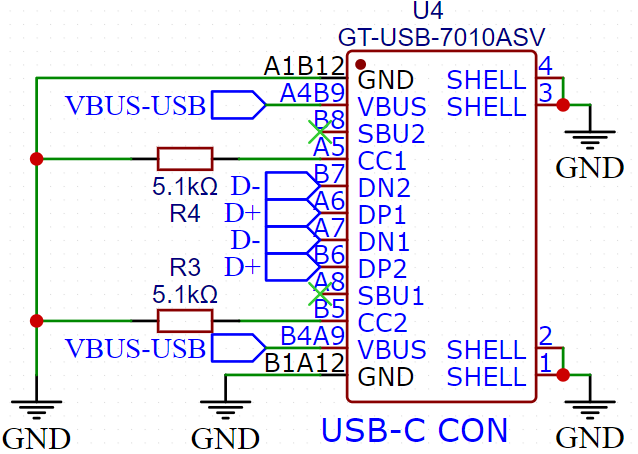 U4
GT-USB-7010ASV
A1B12 GND SHELL 4
VBUS-USB A4B9 VBUS SHELL 3
B8 SBU2
A5 CC1 GND
5.1kΩ D- B7 DN2
R4 D+ A6 DP1
D- A7 DN1
R3 D+ B6 DP2
5.1kΩ A8 SBU1
B5 CC2
VBUS-USB B4A9 VBUS SHELL 2
B1A12 GND SHELL 1
GND GND USB-C CON GND